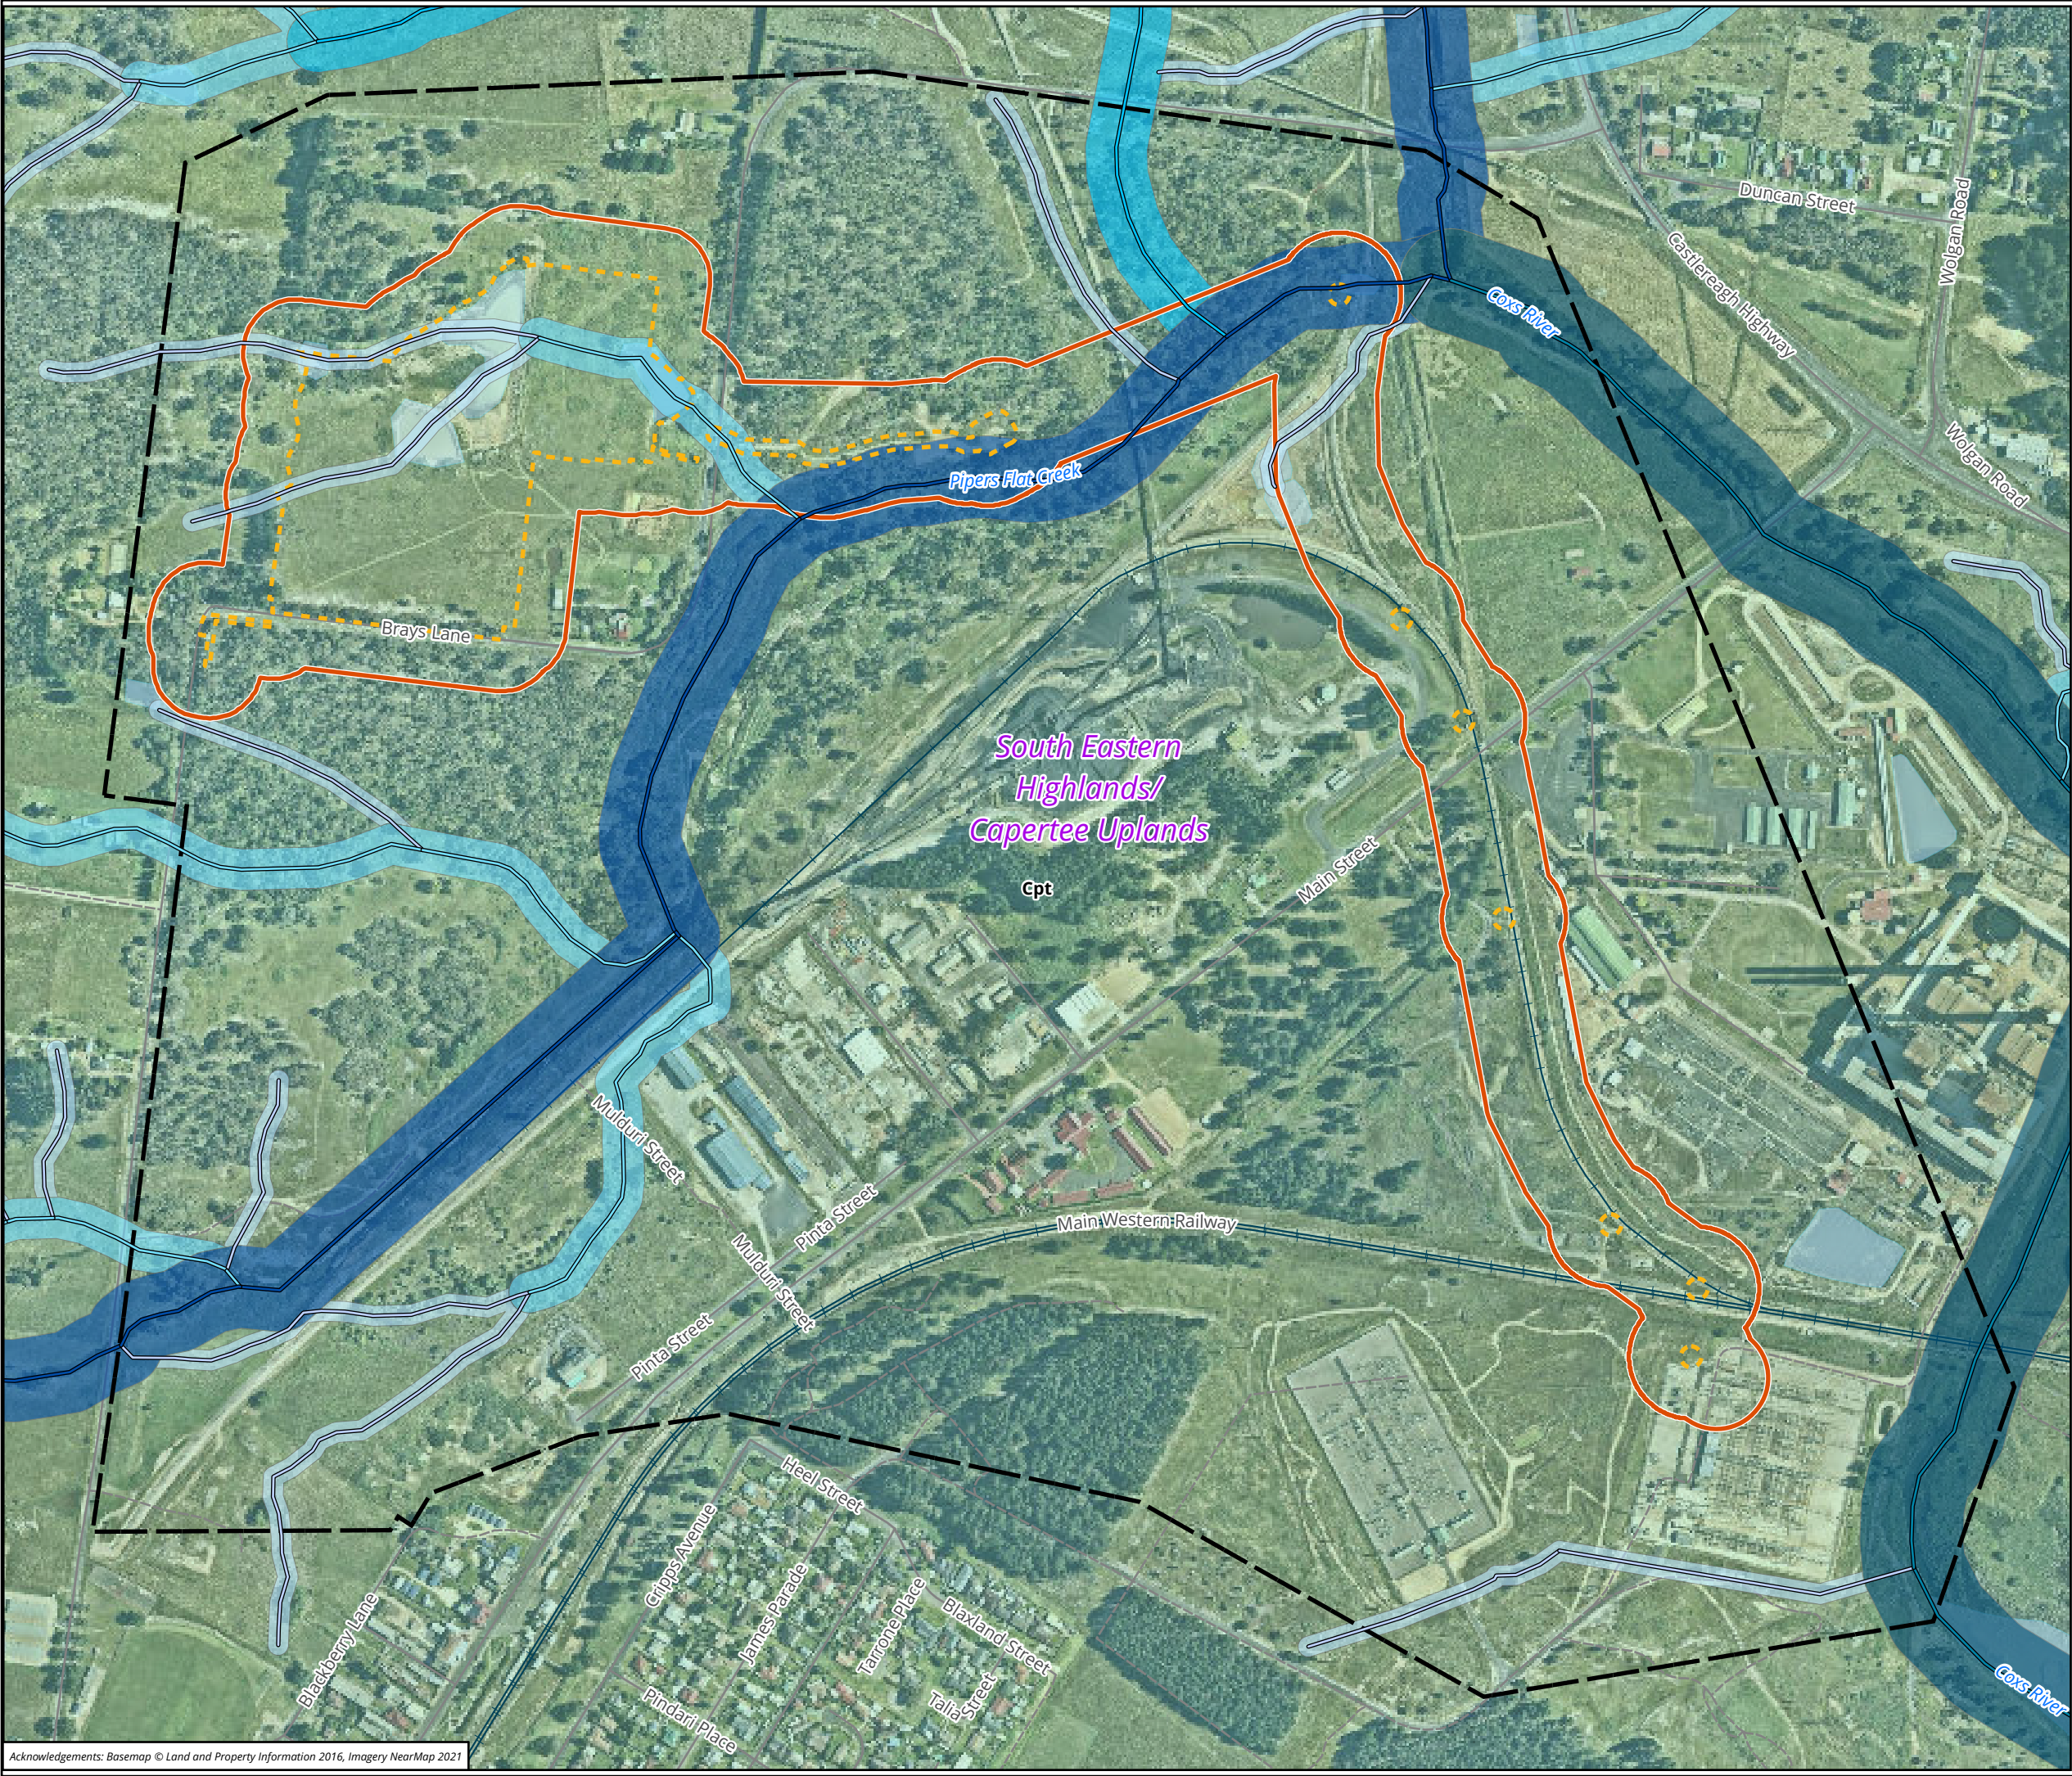 Duncan Street
Wolgan Road
Castlereagh Highway
Coxs River
Wolgan Road
Pipers Flat Creek
Brays Lane
South Eastern
Highlands/
Capertee Uplands
Cpt
Main Street
Mulduri Street
Pinta Street
Main Western Railway
Mulduri Street
Pinta Street
Heel Street
Cripps Avenue
James Parade
Tarrone Place
Blaxland Street
Blackberry Lane
Talia
Street
Pindari Place
Coxs River
Acknowledgements: Basemap © Land and Property Information 2016, Imagery NearMap 2021